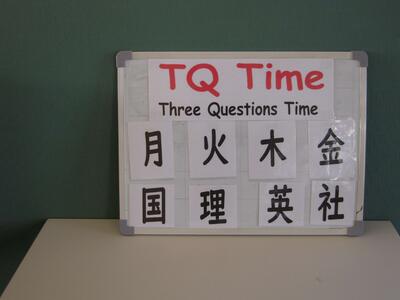 TQ Time
Three Questions Time
月 火 木 金
国 理 英 社